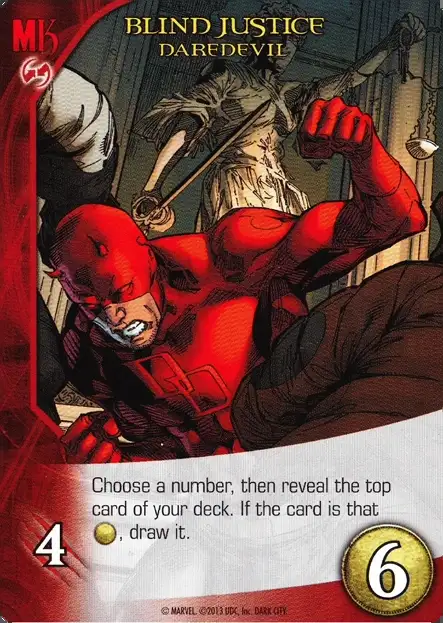 MK
BLIND JUSTICE
DAREDEVIL
Choose a number, then reveal the top
card of your deck. If the card is that
, draw it.
4
6
© MARVEL. ©2013 UDC, Inc. DARK CITY.